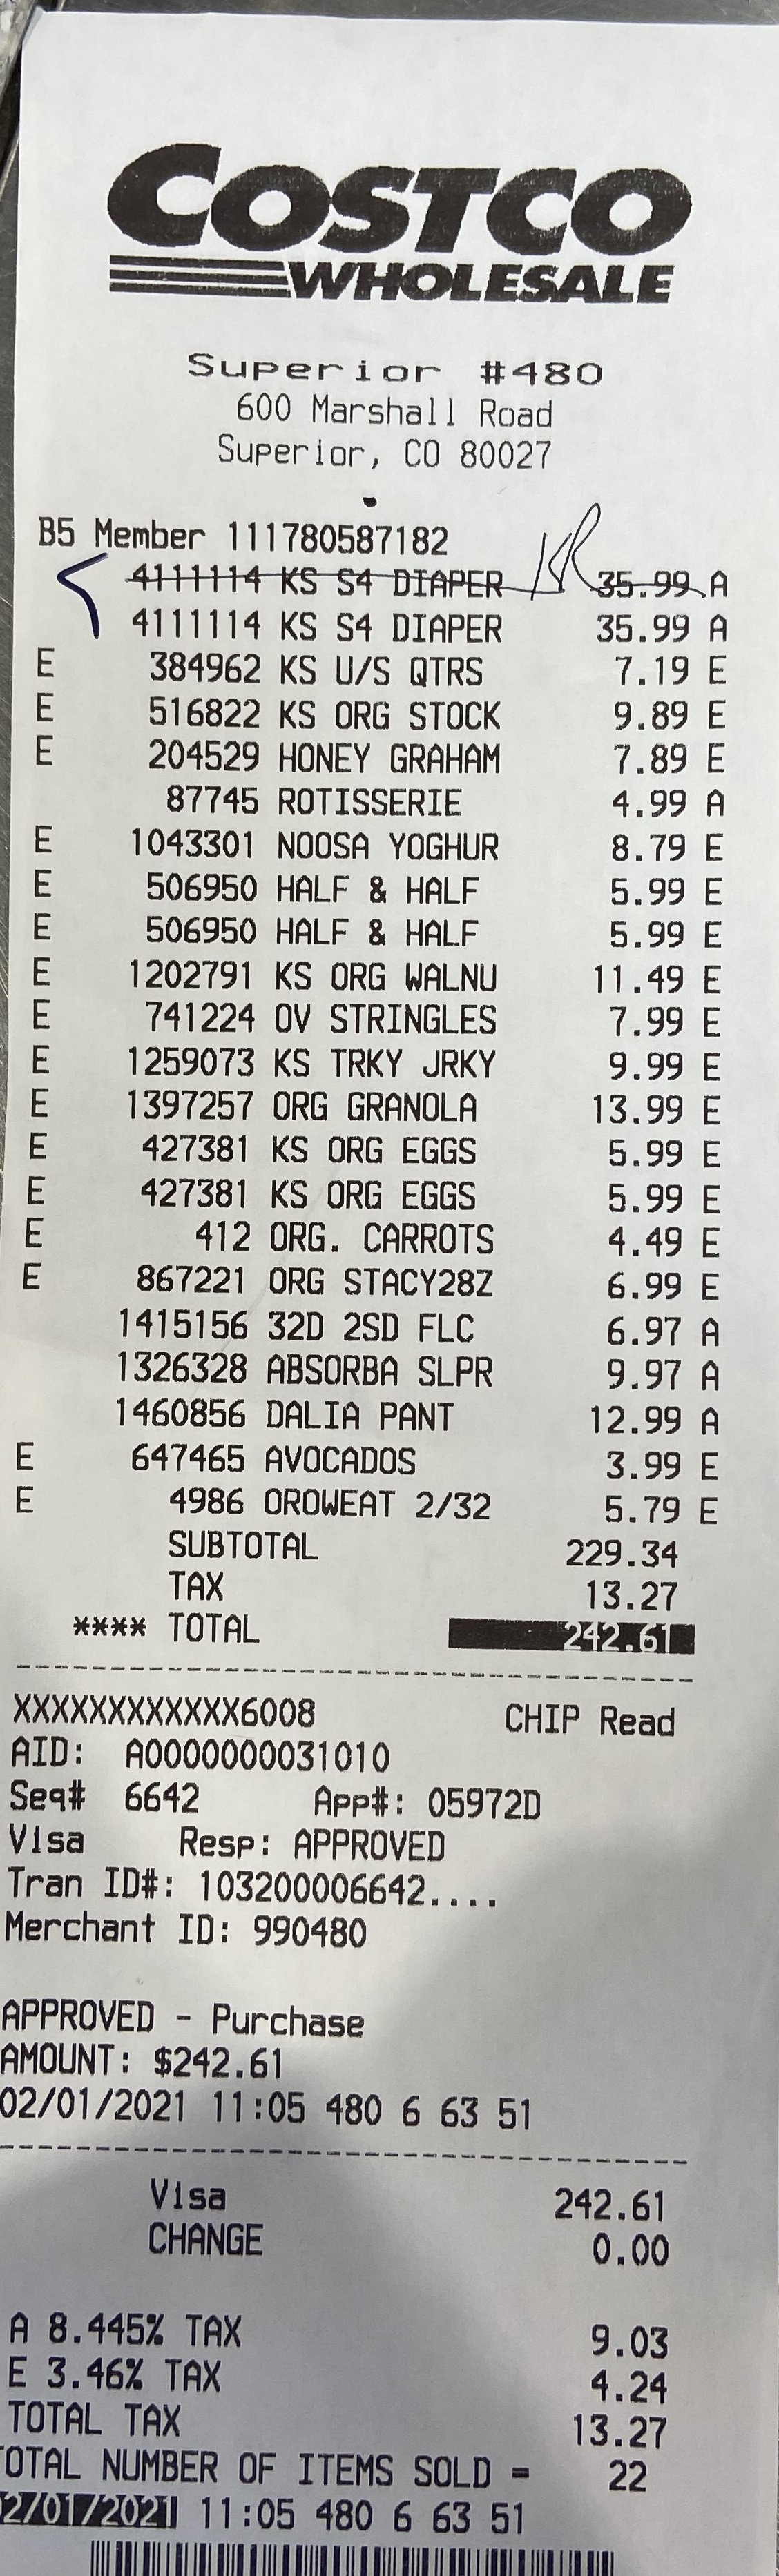 COSTCO
WHOLESALE
Superior #480
600 Marshall Road
Superior, CO 80027
B5 Member 111780587182
4111114 KS S4 DIAPER 35.99 A
4111114 KS S4 DIAPER 35.99 A
E 384962 KS U/S QTRS 7.19 E
E 516822 KS ORG STOCK 9.89 E
E 204529 HONEY GRAHAM 7.89 E
87745 ROTISSERIE 4.99 A
E 1043301 NOOSA YOGHUR 8.79 E
E 506950 HALF & HALF 5.99 E
E 506950 HALF & HALF 5.99 E
E 1202791 KS ORG WALNU 11.49 E
E 741224 OV STRINGLES 7.99 E
E 1259073 KS TRKY JRKY 9.99 E
E 1397257 ORG GRANOLA 13.99 E
E 427381 KS ORG EGGS 5.99 E
E 427381 KS ORG EGGS 5.99 E
E 412 ORG. CARROTS 4.49 E
E 867221 ORG STACY28Z 6.99 E
1415156 32D 2SD FLC 6.97 A
1326328 ABSORBA SLPR 9.97 A
1460856 DALIA PANT 12.99 A
E 647465 AVOCADOS 3.99 E
E 4986 OROWEAT 2/32 5.79 E
SUBTOTAL 229.34
TAX 13.27
**** TOTAL 242.61
XXXXXXXXXXXX6008 CHIP Read
AID: A0000000031010
Seq# 6642 App#: 05972D
Visa Resp: APPROVED
Tran ID#: 103200006642....
Merchant ID: 990480
APPROVED - Purchase
AMOUNT: $242.61
02/01/2021 11:05 480 6 63 51
Visa 242.61
CHANGE 0.00
A 8.445% TAX 9.03
E 3.46% TAX 4.24
TOTAL TAX 13.27
OTAL NUMBER OF ITEMS SOLD = 22
2/01/2021 11:05 480 6 63 51